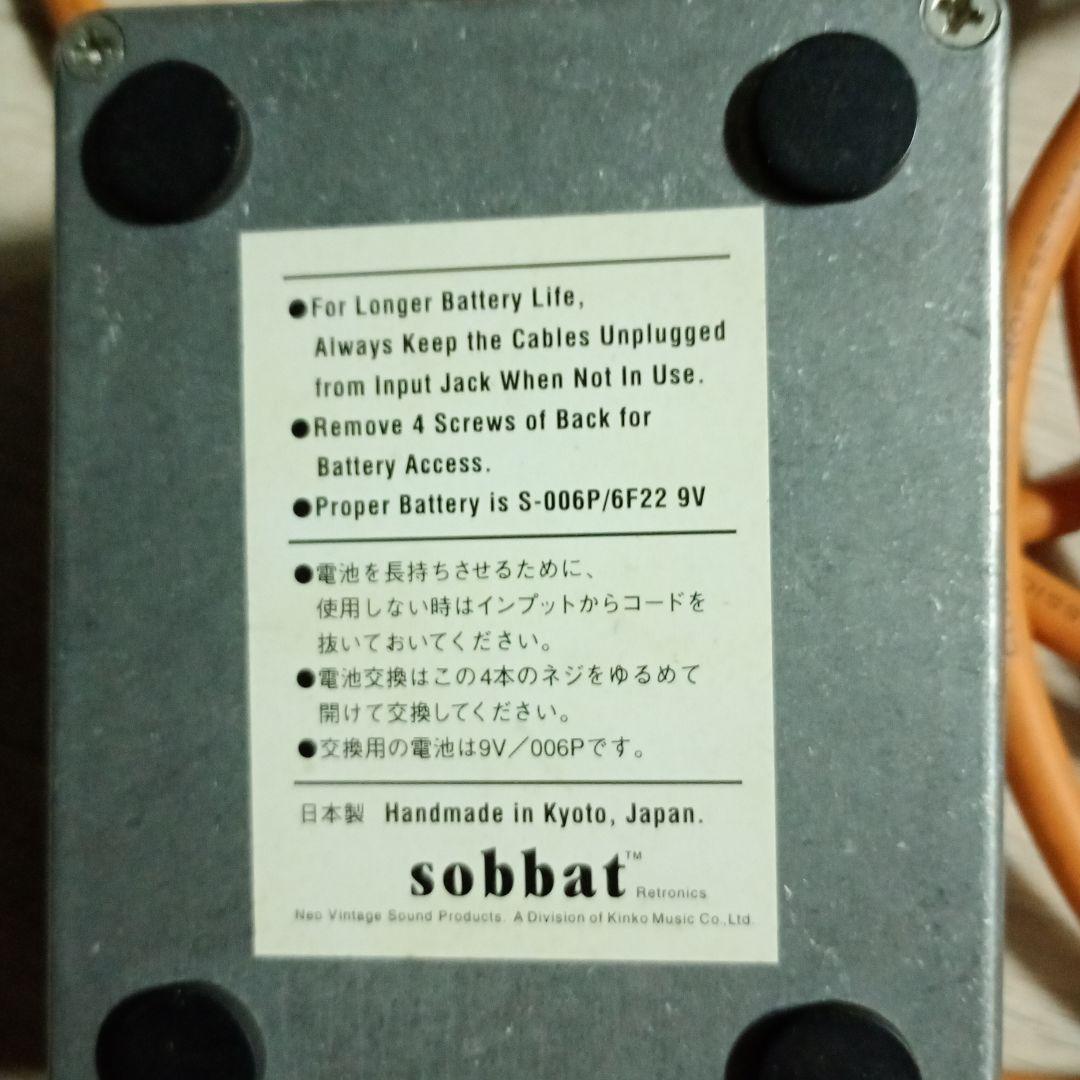 ●For Longer Battery Life,
Always Keep the Cables Unplugged
from Input Jack When Not In Use.
●Remove 4 Screws of Back for
Battery Access.
●Proper Battery is S-006P/6F22 9V
●電池を長持ちさせるために、
使用しない時はインプットからコードを
抜いておいてください。
●電池交換はこの4本のネジをゆるめて
開けて交換してください。
●交換用の電池は9V／006Pです。
日本製 Handmade in Kyoto, Japan.
sobbat™ Retronics
Neo Vintage Sound Products. A Division of Kinko Music Co.,Ltd.